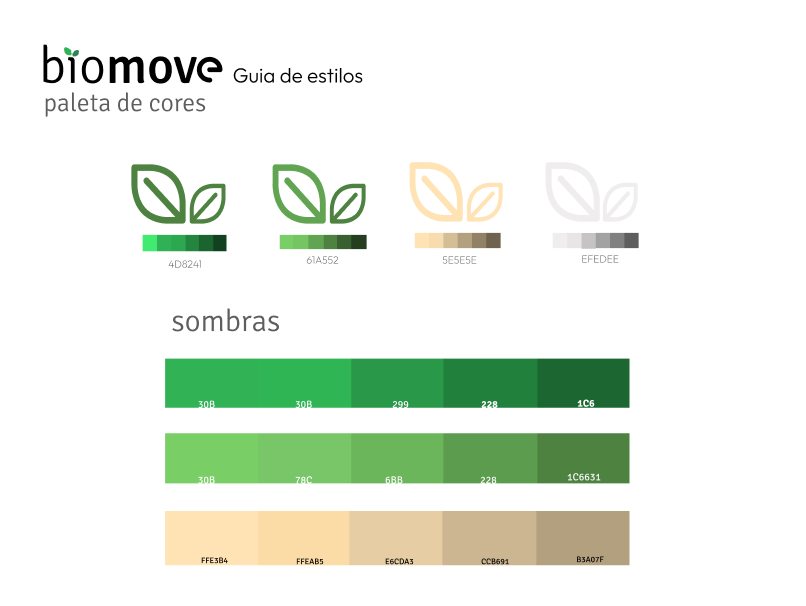 biomove Guia de estilos
paleta de cores
4D8241 61A552 5E5E5E EFEDEE
sombras
30B 30B 299 228 1C6
30B 78C 6BB 228 1C6631
FFE3B4 FFEAB5 E6CDA3 CCB691 B3A07F